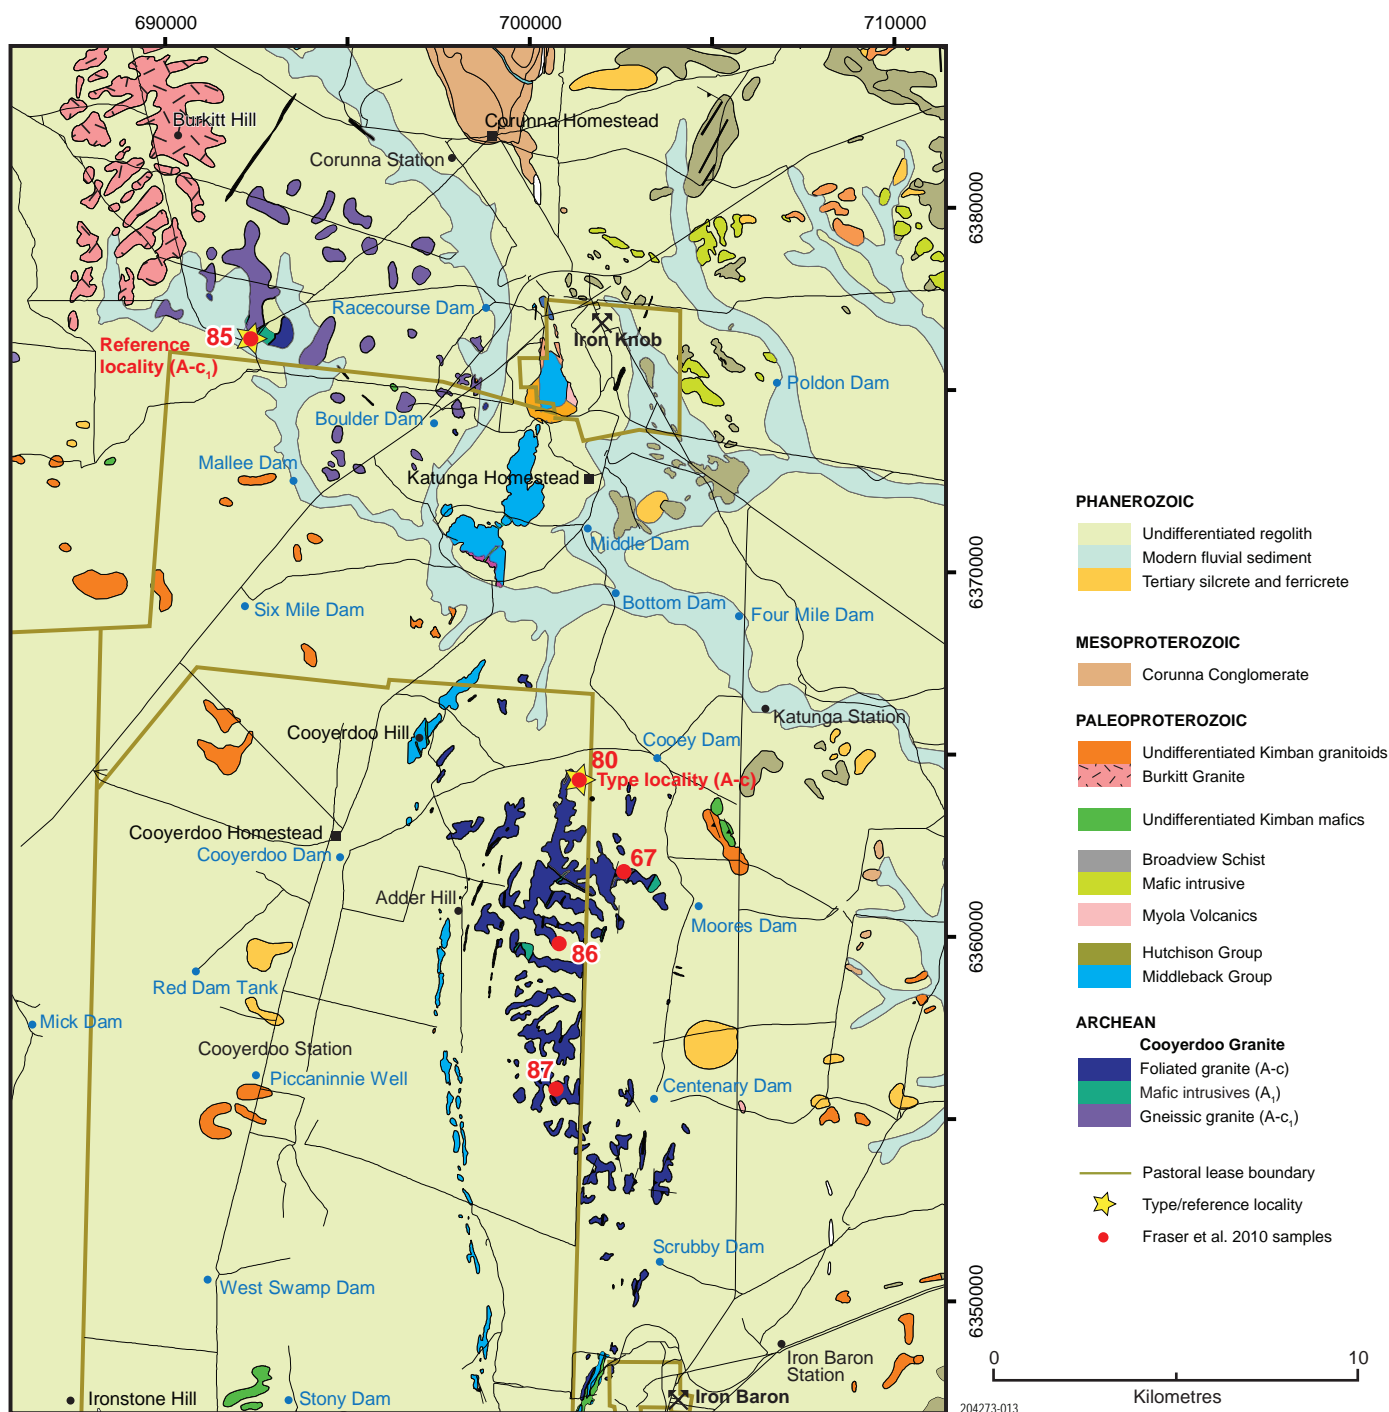 690000
700000
710000
Burkitt Hill
Corunna Homestead
Corunna Station
6380000
Racecourse Dam
85
Iron Knob
Reference
locality (A-c₁)
Poldon Dam
Boulder Dam
Mallee Dam
Katunga Homestead
Middle Dam
6370000
Six Mile Dam
Bottom Dam
Four Mile Dam
Katunga Station
Cooyerdoo Hill
Cooey Dam
80
Type locality (A-c)
Cooyerdoo Homestead
Cooyerdoo Dam
67
Adder Hill
Moores Dam
6360000
86
Red Dam Tank
Mick Dam
Cooyerdoo Station
Piccaninnie Well
87
Centenary Dam
Scrubby Dam
West Swamp Dam
6350000
Iron Baron
Station
Ironstone Hill
Stony Dam
Iron Baron
PHANEROZOIC
Undifferentiated regolith
Modern fluvial sediment
Tertiary silcrete and ferricrete
MESOPROTEROZOIC
Corunna Conglomerate
PALEOPROTEROZOIC
Undifferentiated Kimban granitoids
Burkitt Granite
Undifferentiated Kimban mafics
Broadview Schist
Mafic intrusive
Myola Volcanics
Hutchison Group
Middleback Group
ARCHEAN
Cooyerdoo Granite
Foliated granite (A-c)
Mafic intrusives (A₁)
Gneissic granite (A-c₁)
Pastoral lease boundary
Type/reference locality
Fraser et al. 2010 samples
0
10
Kilometres
204273-013